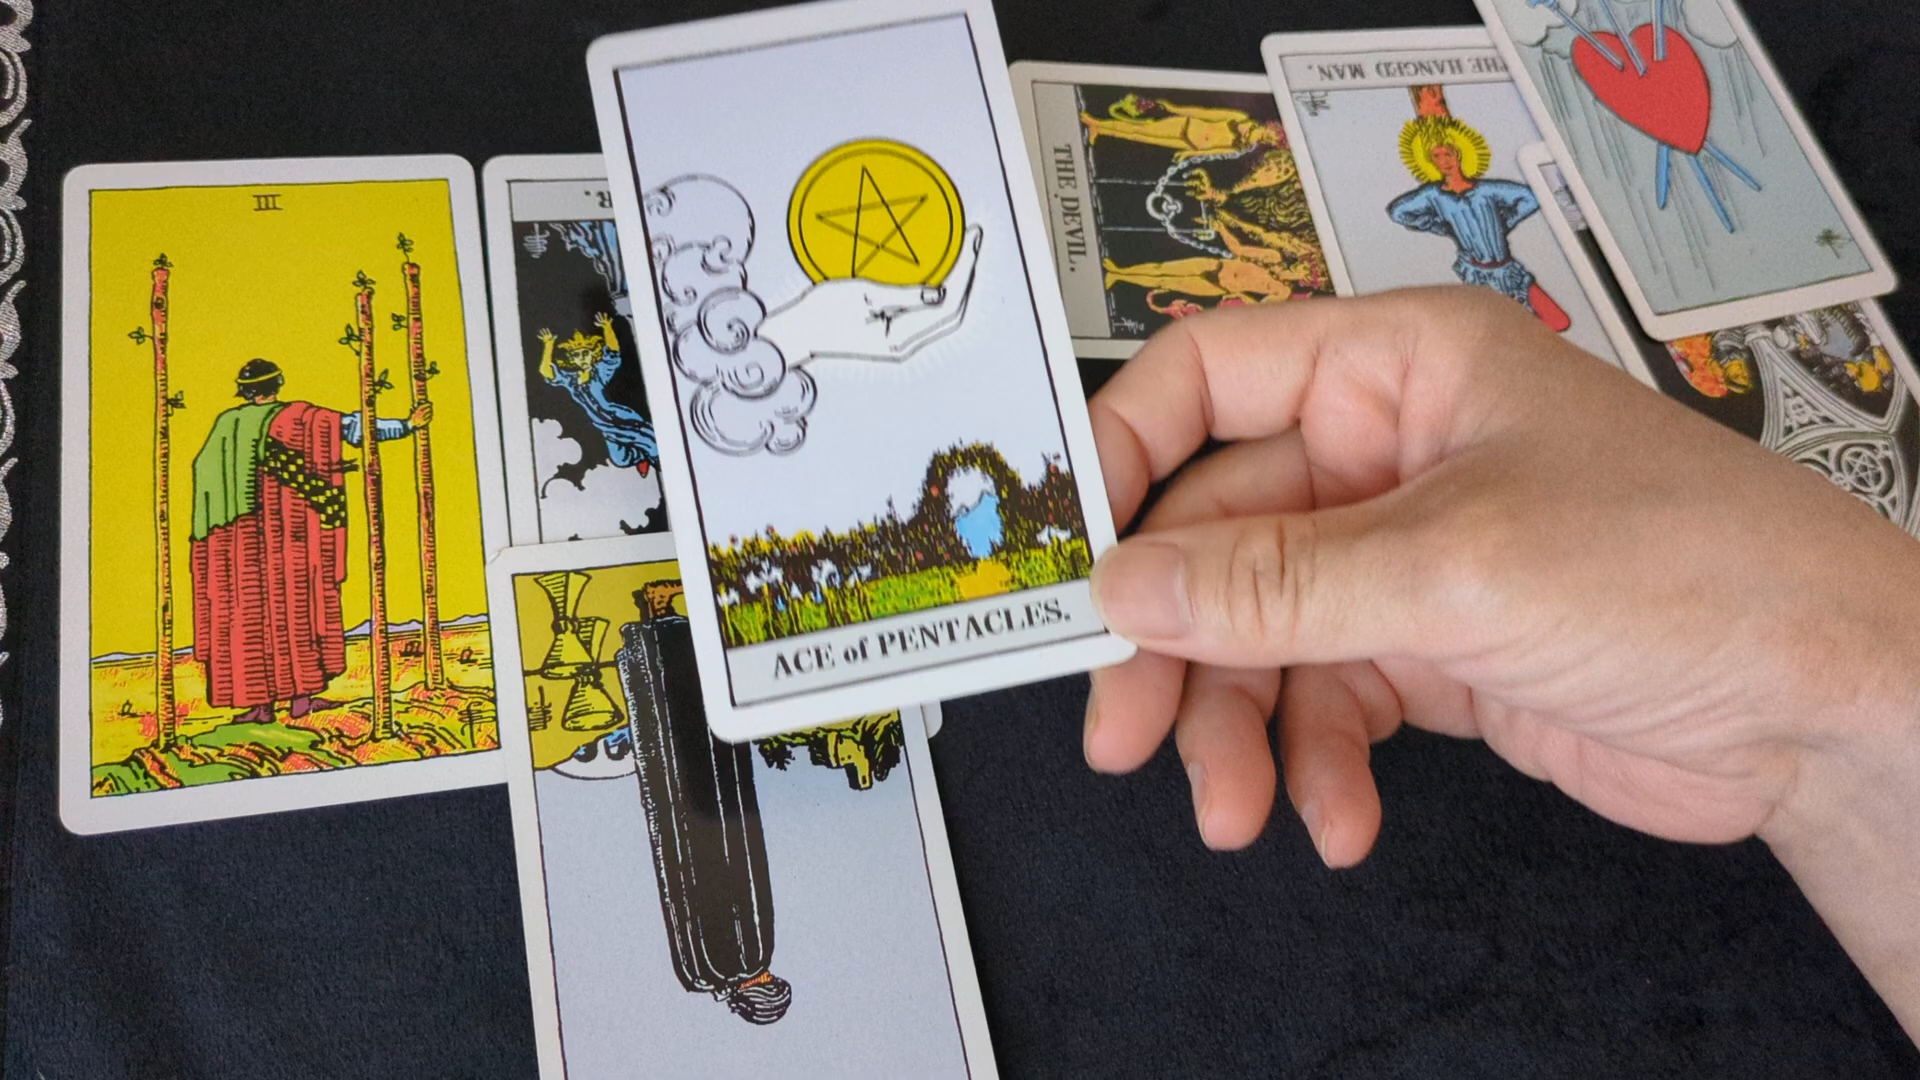 III
R.
ACE of PENTACLES.
THE DEVIL.
THE HANGED MAN.